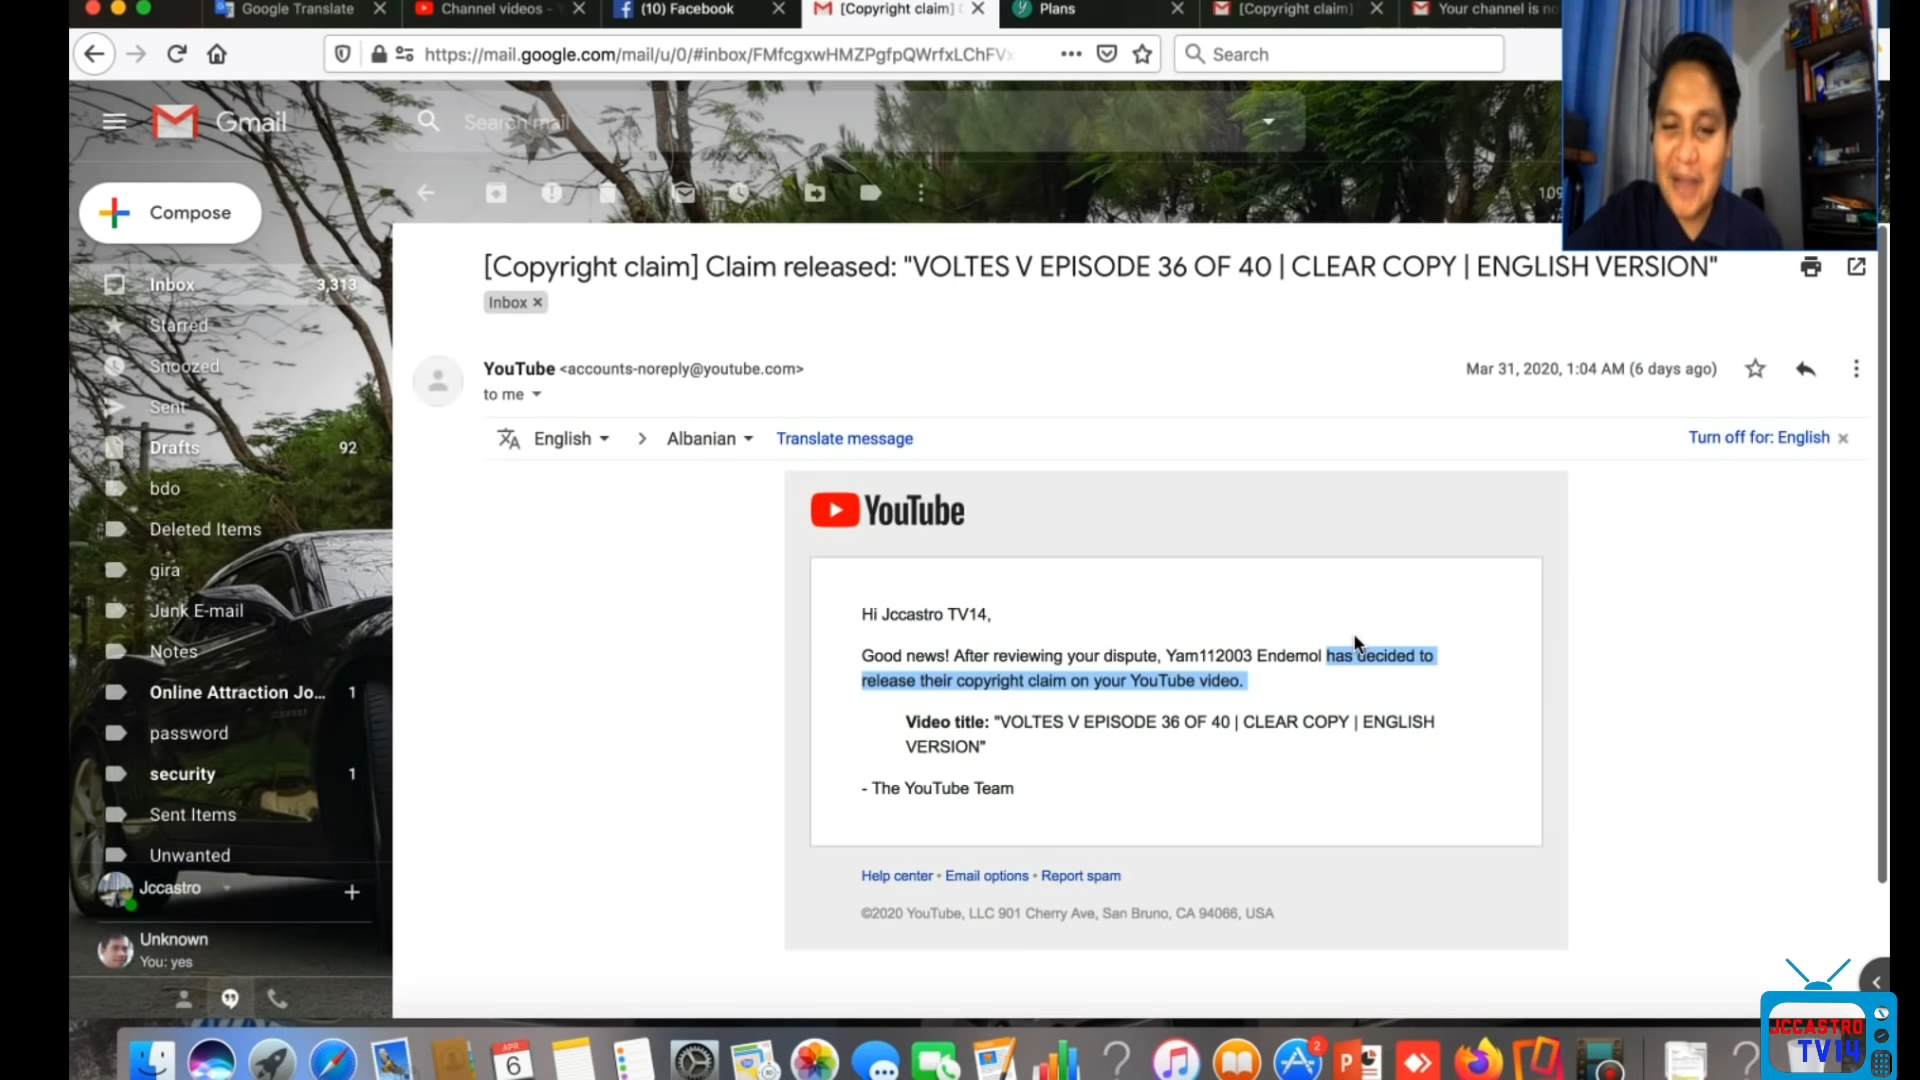 Google Translate
Channel videos -
(10) Facebook
[Copyright claim]
Plans
[Copyright claim]
Your channel is no
https://mail.google.com/mail/u/0/#inbox/FMfcgxwHMZPgfpQWrfxLChFV
Search
Gmail
Search mail
109
Compose
[Copyright claim] Claim released: "VOLTES V EPISODE 36 OF 40 | CLEAR COPY | ENGLISH VERSION"
Inbox ×
Inbox 3,313
Starred
Snoozed
Sent
Drafts 92
bdo
Deleted Items
gira
Junk E-mail
Notes
Online Attraction Jo... 1
password
security 1
Sent Items
Unwanted
Jccastro
Unknown
You: yes
YouTube <accounts-noreply@youtube.com>
to me
Mar 31, 2020, 1:04 AM (6 days ago)
English > Albanian Translate message
Turn off for: English ×
YouTube
Hi Jccastro TV14,
Good news! After reviewing your dispute, Yam112003 Endemol has decided to
release their copyright claim on your YouTube video.
Video title: "VOLTES V EPISODE 36 OF 40 | CLEAR COPY | ENGLISH
VERSION"
- The YouTube Team
Help center • Email options • Report spam
©2020 YouTube, LLC 901 Cherry Ave, San Bruno, CA 94066, USA
APR
6
2
JCCASTRO
TV14